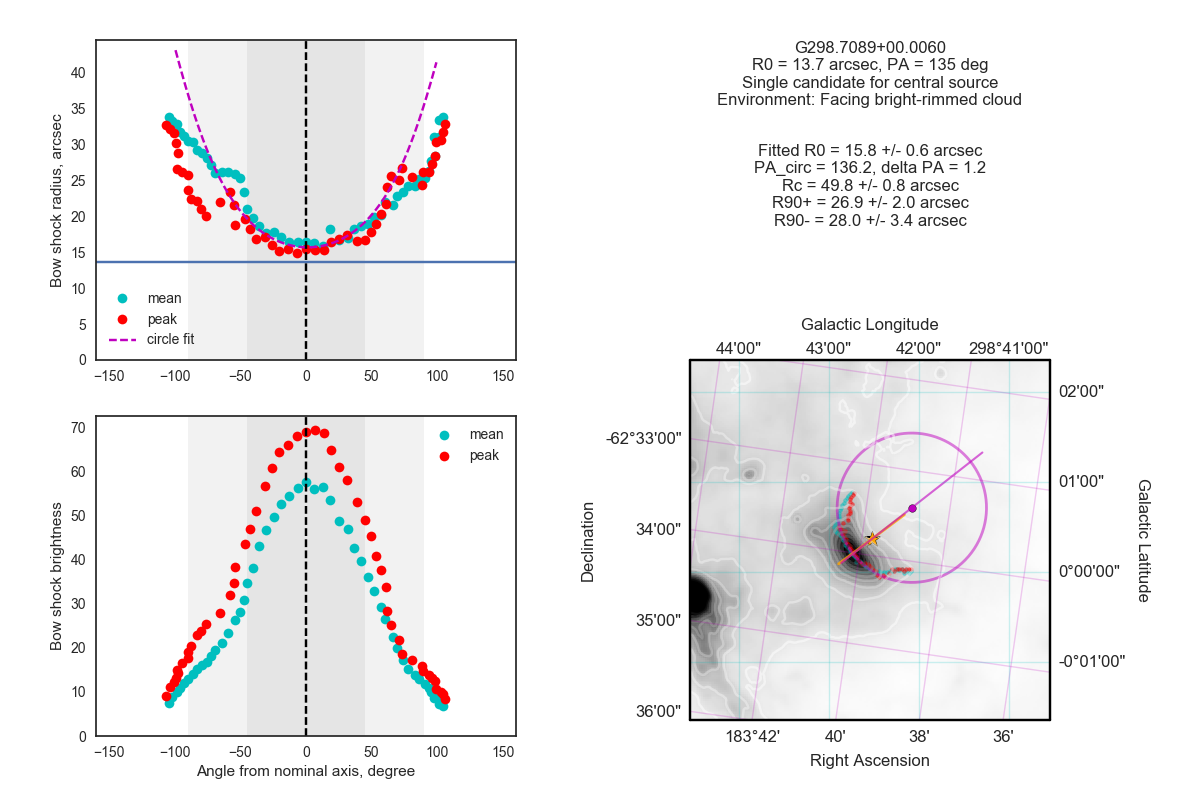 G298.7089+00.0060
R0 = 13.7 arcsec, PA = 135 deg
Single candidate for central source
Environment: Facing bright-rimmed cloud
Fitted R0 = 15.8 +/- 0.6 arcsec
PA_circ = 136.2, delta PA = 1.2
Rc = 49.8 +/- 0.8 arcsec
R90+ = 26.9 +/- 2.0 arcsec
R90- = 28.0 +/- 3.4 arcsec
Bow shock radius, arcsec
40
35
30
25
20
15
10
5
0
mean
peak
circle fit
−150 −100 −50 0 50 100 150
Bow shock brightness
70
60
50
40
30
20
10
0
mean
peak
−150 −100 −50 0 50 100 150
Angle from nominal axis, degree
Galactic Longitude
44'00" 43'00" 42'00" 298°41'00"
Declination
-62°33'00"
34'00"
35'00"
36'00"
02'00"
01'00"
0°00'00"
-0°01'00"
Galactic Latitude
183°42' 40' 38' 36'
Right Ascension